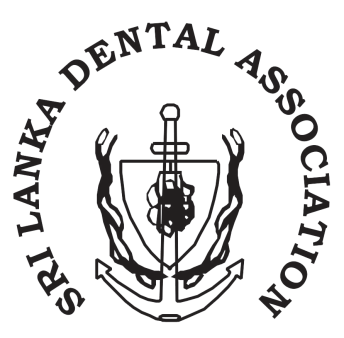 SRI LANKA DENTAL ASSOCIATION